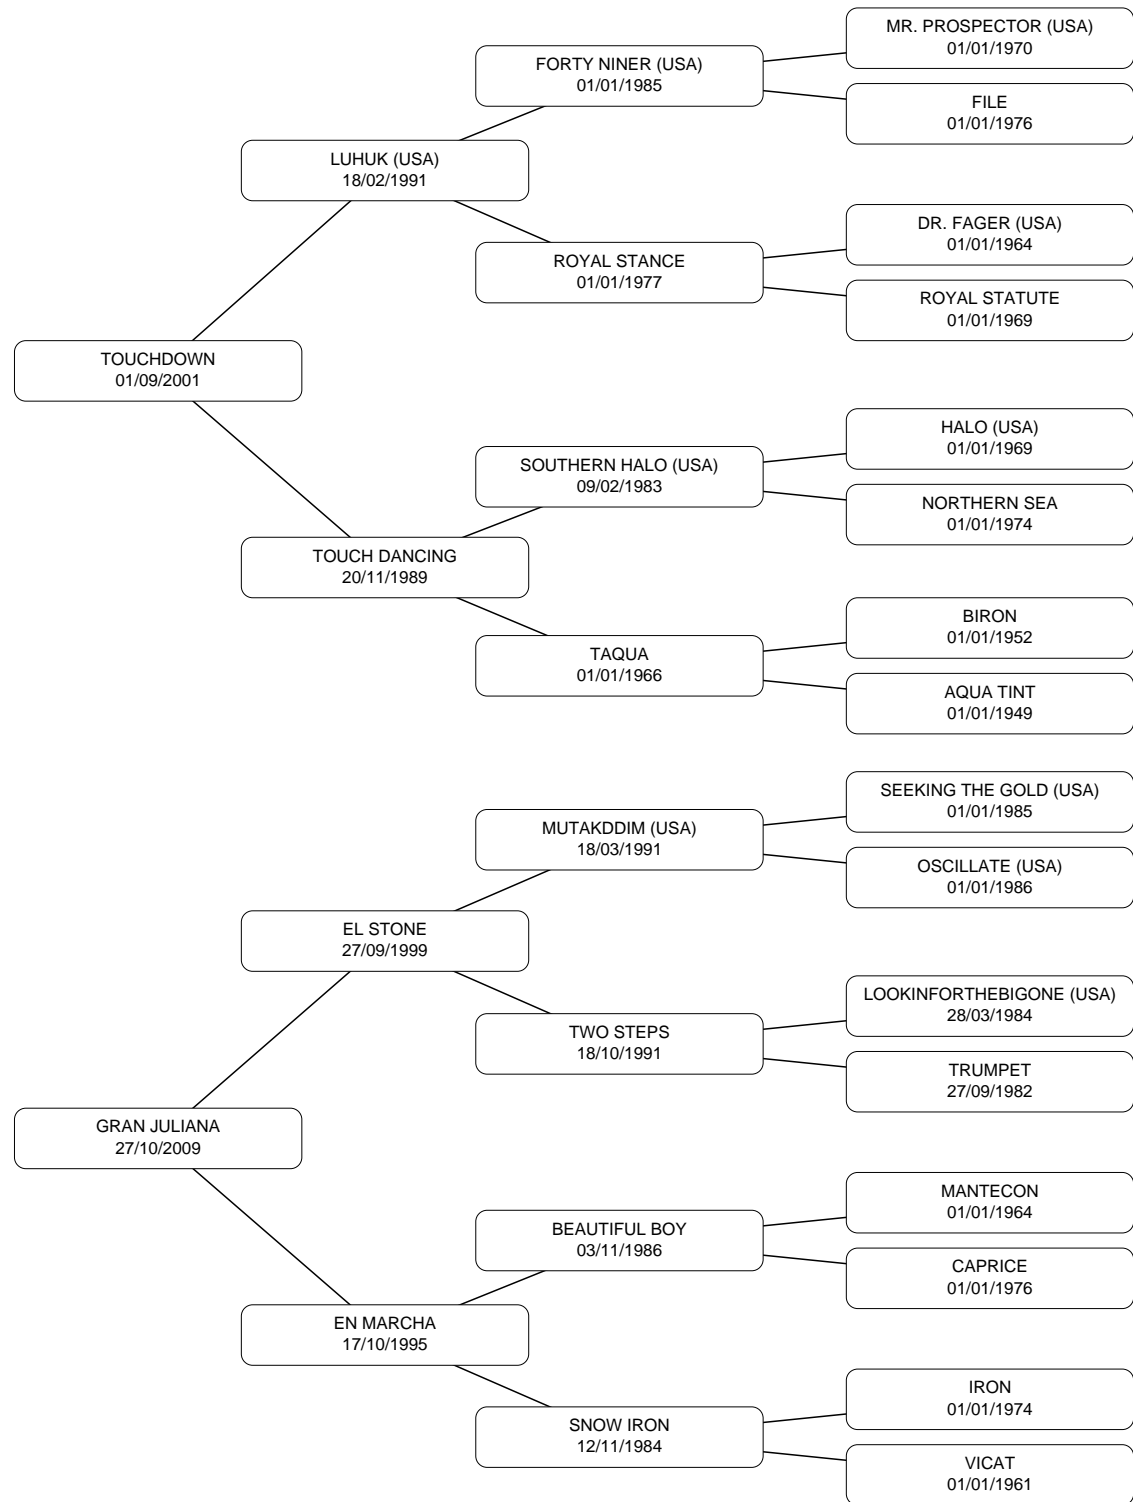 MR. PROSPECTOR (USA)
01/01/1970
FORTY NINER (USA)
01/01/1985
FILE
01/01/1976
LUHUK (USA)
18/02/1991
DR. FAGER (USA)
01/01/1964
ROYAL STANCE
01/01/1977
ROYAL STATUTE
01/01/1969
TOUCHDOWN
01/09/2001
HALO (USA)
01/01/1969
SOUTHERN HALO (USA)
09/02/1983
NORTHERN SEA
01/01/1974
TOUCH DANCING
20/11/1989
BIRON
01/01/1952
TAQUA
01/01/1966
AQUA TINT
01/01/1949
SEEKING THE GOLD (USA)
01/01/1985
MUTAKDDIM (USA)
18/03/1991
OSCILLATE (USA)
01/01/1986
EL STONE
27/09/1999
LOOKINFORTHEBIGONE (USA)
28/03/1984
TWO STEPS
18/10/1991
TRUMPET
27/09/1982
GRAN JULIANA
27/10/2009
MANTECON
01/01/1964
BEAUTIFUL BOY
03/11/1986
CAPRICE
01/01/1976
EN MARCHA
17/10/1995
IRON
01/01/1974
SNOW IRON
12/11/1984
VICAT
01/01/1961